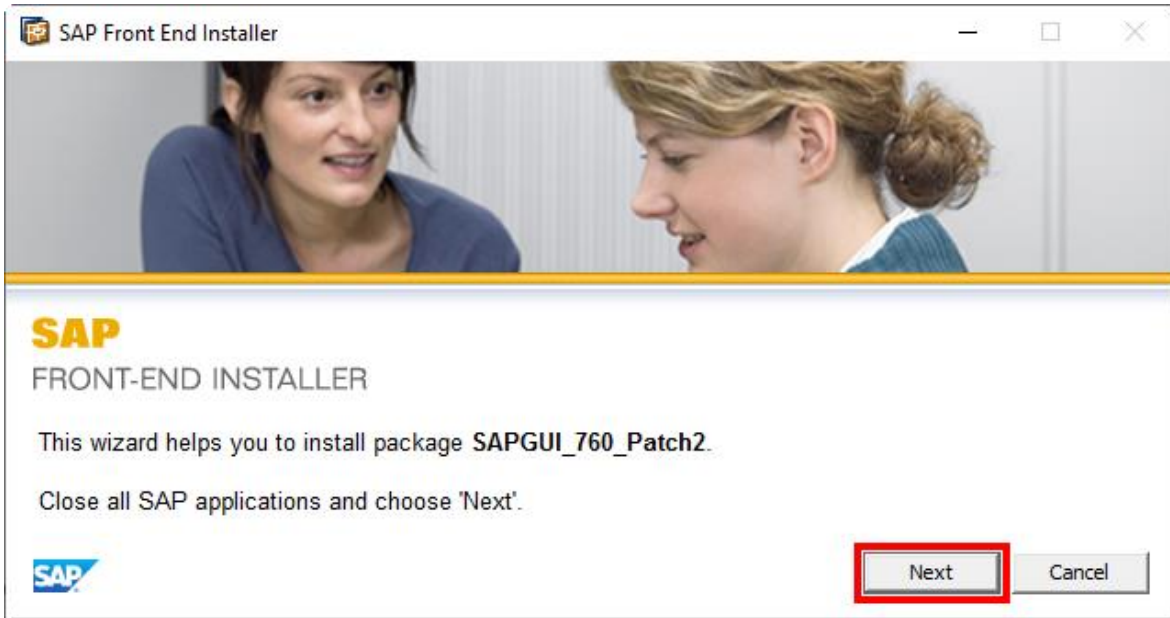 SAP Front End Installer
SAP
FRONT-END INSTALLER
This wizard helps you to install package SAPGUI_760_Patch2.
Close all SAP applications and choose 'Next'.
SAP
Next
Cancel